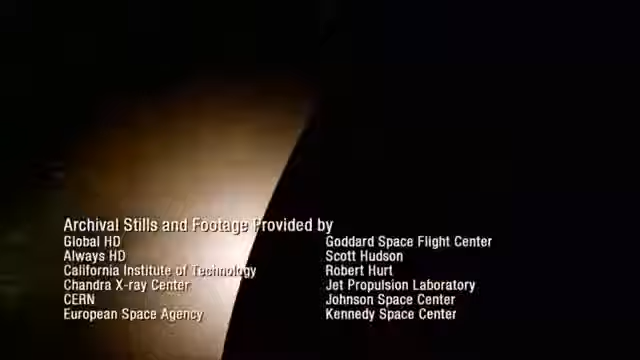 Archival Stills and Footage Provided by
Global HD
Always HD
California Institute of Technology
Chandra X-ray Center
CERN
European Space Agency
Goddard Space Flight Center
Scott Hudson
Robert Hurt
Jet Propulsion Laboratory
Johnson Space Center
Kennedy Space Center